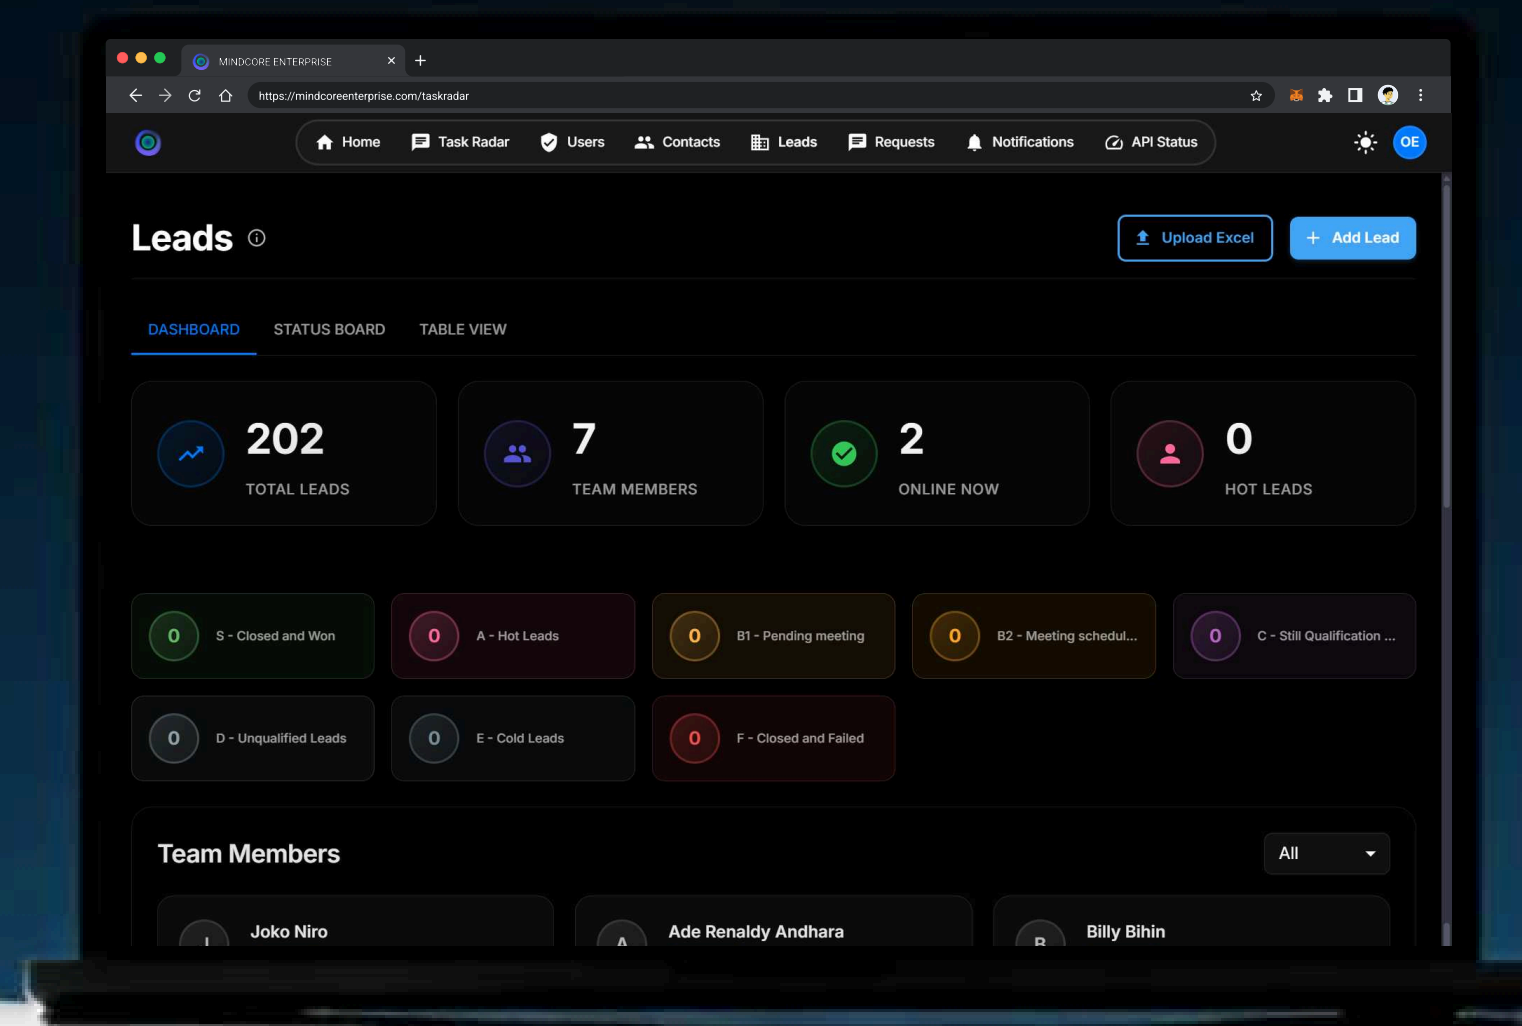 MINDCORE ENTERPRISE
https://mindcoreenterprise.com/taskradar
Home Task Radar Users Contacts Leads Requests Notifications API Status OE
Leads Upload Excel + Add Lead
DASHBOARD STATUS BOARD TABLE VIEW
202 7 2 0
TOTAL LEADS TEAM MEMBERS ONLINE NOW HOT LEADS
0 S - Closed and Won 0 A - Hot Leads 0 B1 - Pending meeting 0 B2 - Meeting schedul... 0 C - Still Qualification ...
0 D - Unqualified Leads 0 E - Cold Leads 0 F - Closed and Failed
Team Members All
Joko Niro Ade Renaldy Andhara Billy Bihin
J A B